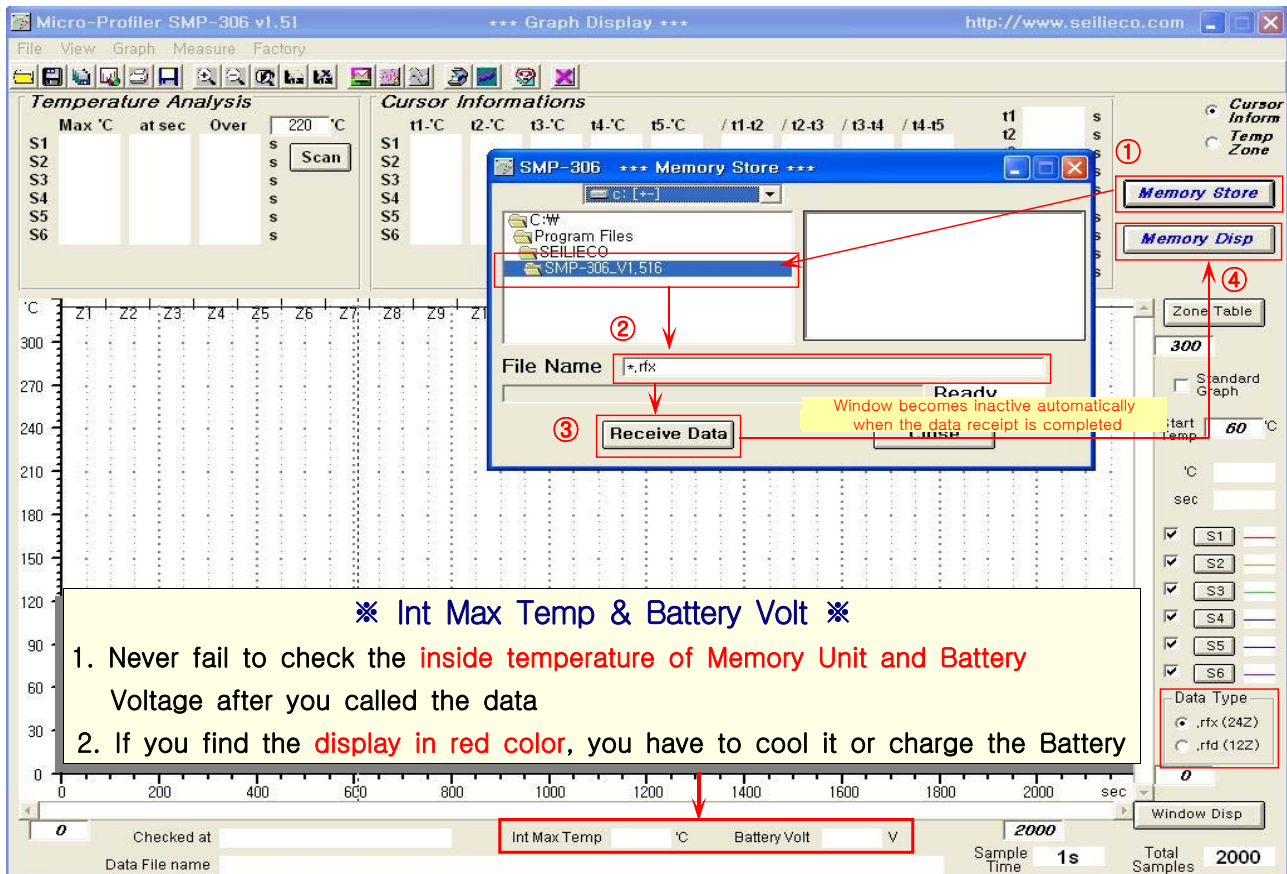 Micro-Profiler SMP-306 v1.51 *** Graph Display *** http://www.seilieco.com
File View Graph Measure Factory
Temperature Analysis
Max 'C at sec Over 220 'C
S1 s
S2 s
S3 s
S4 s
S5 s
S6 s
Scan
Cursor Informations
t1-'C t2-'C t3-'C t4-'C t5-'C / t1-t2 / t2-t3 / t3-t4 / t4-t5
S1
S2
S3
S4
S5
S6
t1 s
t2 s
s
s
s
s
s
s
s
Cursor Inform
Temp Zone
①
Memory Store
Memory Disp
④
SMP-306 *** Memory Store ***
c: [+-]
C:₩
Program Files
SEILIECO
SMP-306_V1.516
②
File Name *.rfx
Ready
③
Receive Data
Close
Window becomes inactive automatically
when the data receipt is completed
'C
Z1 Z2 Z3 Z4 Z5 Z6 Z7 Z8 Z9
300
270
240
210
180
150
120
90
60
30
0
0 200 400 600 800 1000 1200 1400 1600 1800 2000 sec
Zone Table
300
Standard Graph
Start Temp 60 'C
'C
sec
S1
S2
S3
S4
S5
S6
Data Type
.rfx (24Z)
.rfd (12Z)
0
Window Disp
※ Int Max Temp & Battery Volt ※
1. Never fail to check the inside temperature of Memory Unit and Battery
Voltage after you called the data
2. If you find the display in red color, you have to cool it or charge the Battery
0 Checked at Int Max Temp 'C Battery Volt V 2000
Data File name
Sample Time 1s
Total Samples 2000